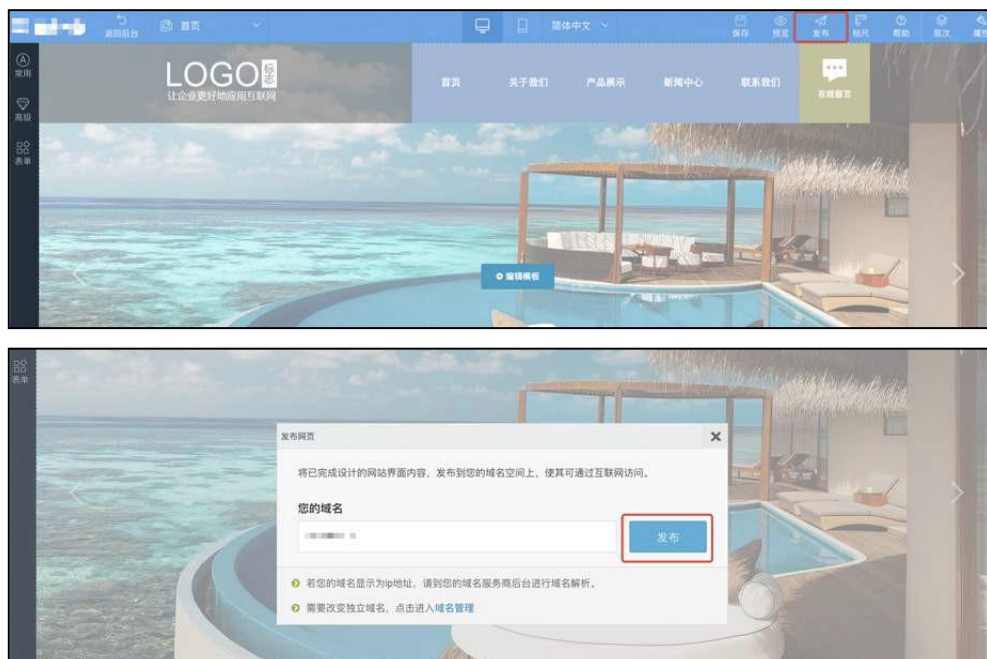 返回后台 首页 简体中文 保存 预览 发布 标尺 帮助 层次 属性
常用
高级
表单
LOGO标志
让企业更好地应用互联网
首页 关于我们 产品展示 新闻中心 联系我们
在线留言
编辑模板
表单
发布网页
将已完成设计的网站界面内容，发布到您的域名空间上，使其可通过互联网访问。
您的域名
发布
若您的域名显示为ip地址，请到您的域名服务商后台进行域名解析。
需要改变独立域名，点击进入域名管理